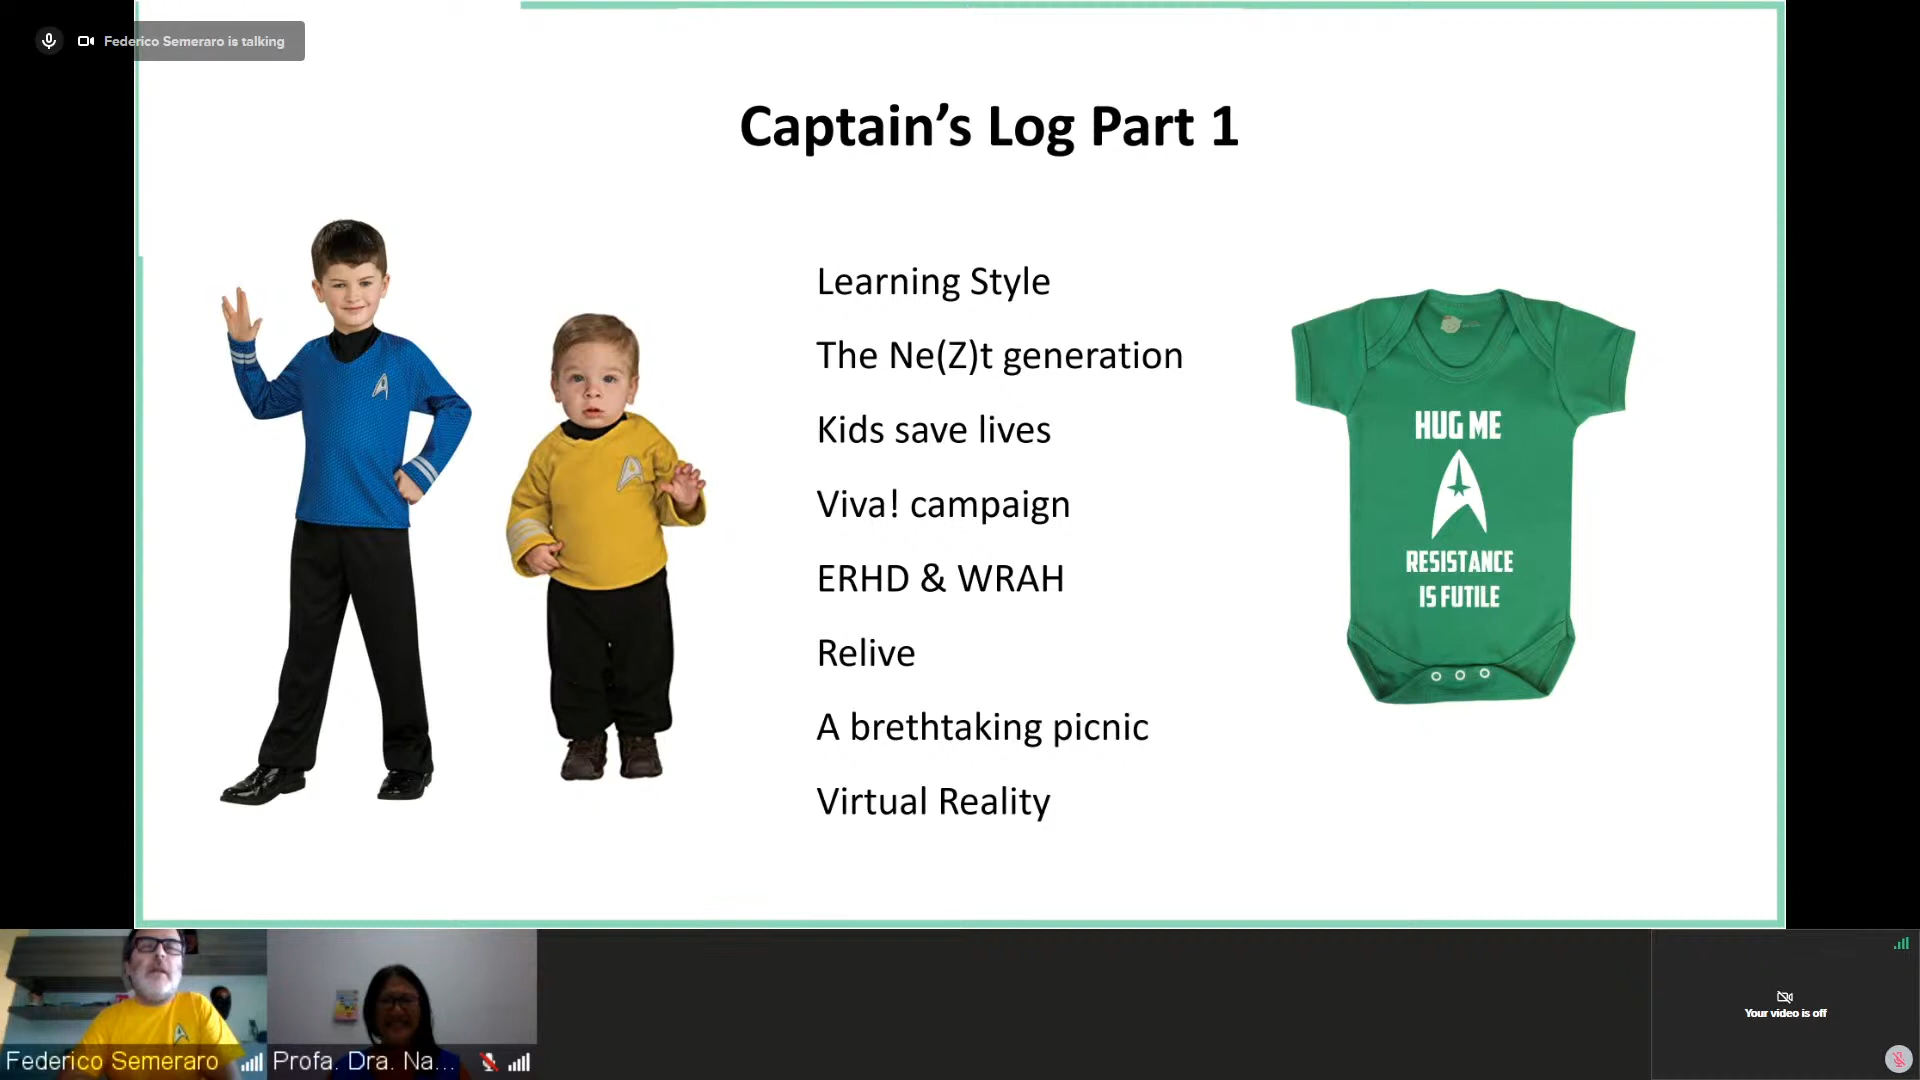 Federico Semeraro is talking
Captain's Log Part 1
Learning Style
The Ne(Z)t generation
Kids save lives
Viva! campaign
ERHD & WRAH
Relive
A brethtaking picnic
Virtual Reality
HUG ME
RESISTANCE
IS FUTILE
Your video is off
Federico Semeraro
Profa. Dra. Na...